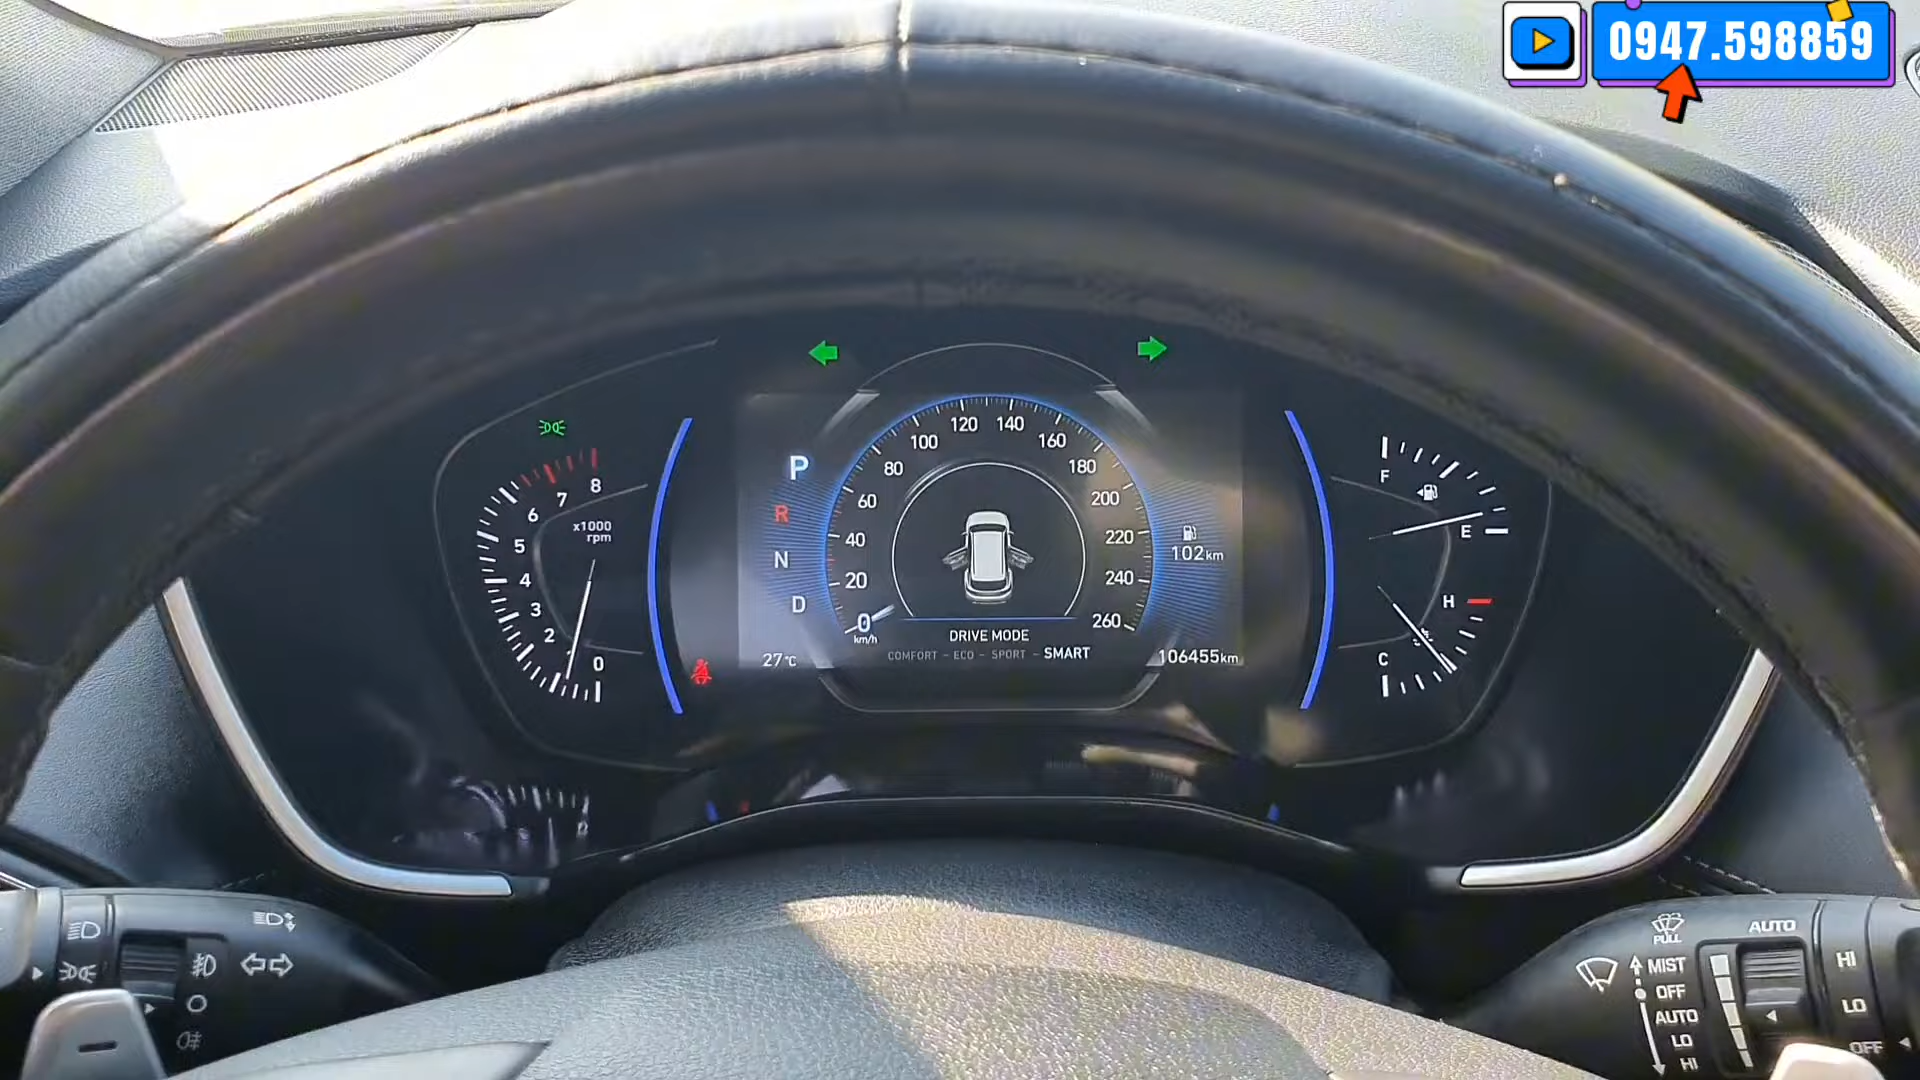 0947.598859
8
7
6
5
4
3
2
1
0
x1000
rpm
P
R
N
D
27°C
0
20
40
60
80
100
120
140
160
180
200
220
240
260
km/h
DRIVE MODE
COMFORT - ECO - SPORT - SMART
102km
106455km
F
E
H
C
PULL
AUTO
MIST
OFF
AUTO
LO
HI
HI
LO
OFF